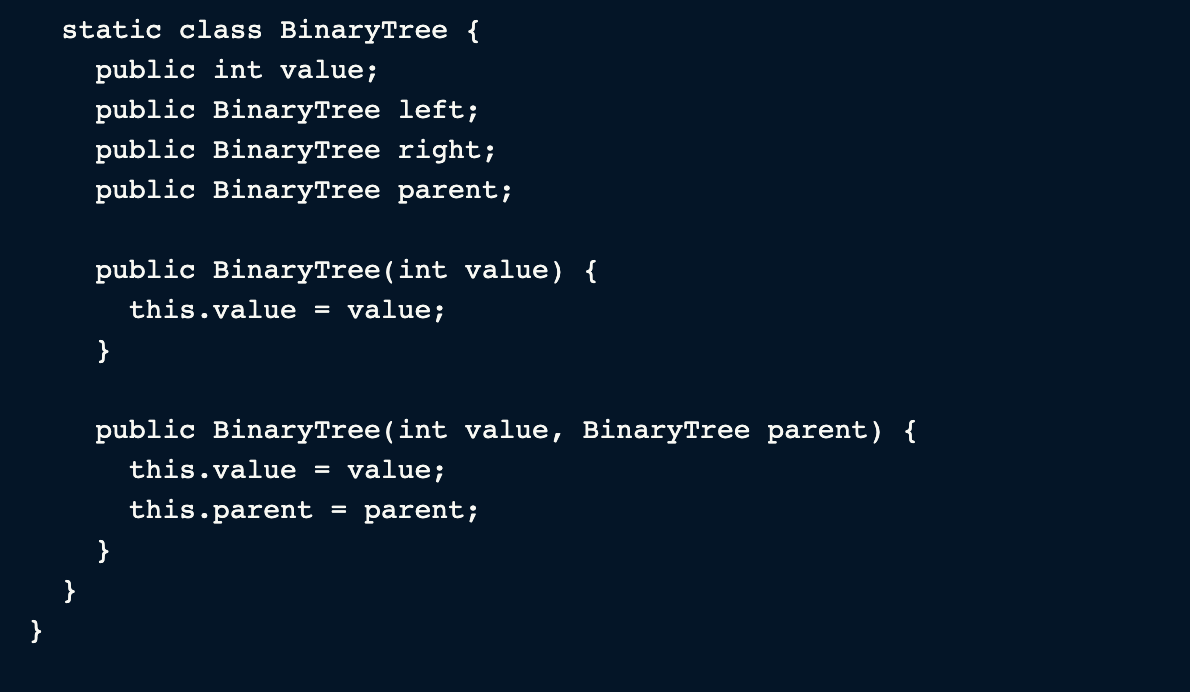 static class BinaryTree {
public int value;
public BinaryTree left;
public BinaryTree right;
public BinaryTree parent;
public BinaryTree(int value) {
this.value = value;
}
public BinaryTree(int value, BinaryTree parent) {
this.value = value;
this.parent = parent;
}
}
}